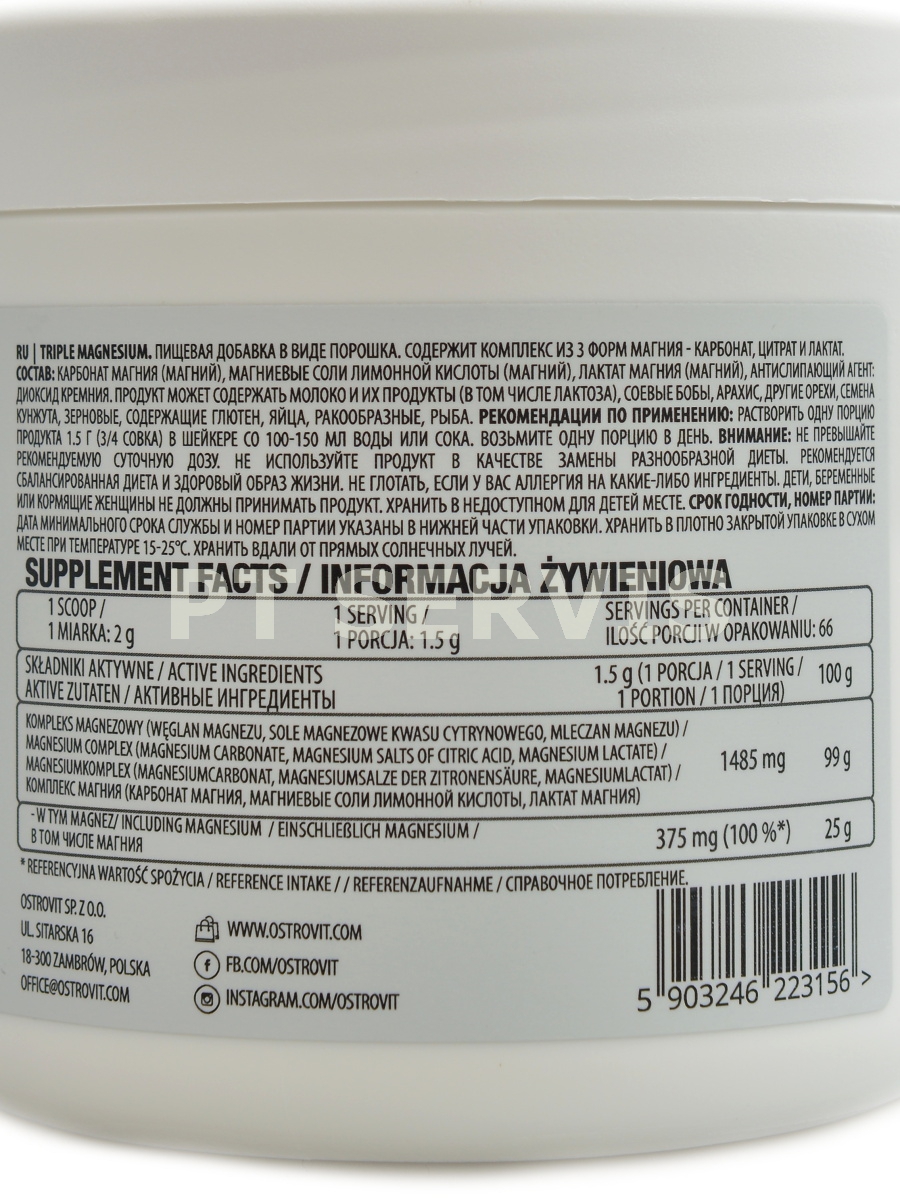 RU | TRIPLE MAGNESIUM. ПИЩЕВАЯ ДОБАВКА В ВИДЕ ПОРОШКА. СОДЕРЖИТ КОМПЛЕКС ИЗ 3 ФОРМ МАГНИЯ - КАРБОНАТ, ЦИТРАТ И ЛАКТАТ.
СОСТАВ: КАРБОНАТ МАГНИЯ (МАГНИЙ), МАГНИЕВЫЕ СОЛИ ЛИМОННОЙ КИСЛОТЫ (МАГНИЙ), ЛАКТАТ МАГНИЯ (МАГНИЙ), АНТИСЛИПАЮЩИЙ АГЕНТ:
ДИОКСИД КРЕМНИЯ. ПРОДУКТ МОЖЕТ СОДЕРЖАТЬ МОЛОКО И ИХ ПРОДУКТЫ (В ТОМ ЧИСЛЕ ЛАКТОЗА), СОЕВЫЕ БОБЫ, АРАХИС, ДРУГИЕ ОРЕХИ, СЕМЕНА
КУНЖУТА, ЗЕРНОВЫЕ, СОДЕРЖАЩИЕ ГЛЮТЕН, ЯЙЦА, РАКООБРАЗНЫЕ, РЫБА. РЕКОМЕНДАЦИИ ПО ПРИМЕНЕНИЮ: РАСТВОРИТЬ ОДНУ ПОРЦИЮ
ПРОДУКТА 1.5 Г (3/4 СОВКА) В ШЕЙКЕРЕ СО 100-150 МЛ ВОДЫ ИЛИ СОКА. ВОЗЬМИТЕ ОДНУ ПОРЦИЮ В ДЕНЬ. ВНИМАНИЕ: НЕ ПРЕВЫШАЙТЕ
РЕКОМЕНДУЕМУЮ СУТОЧНУЮ ДОЗУ. НЕ ИСПОЛЬЗУЙТЕ ПРОДУКТ В КАЧЕСТВЕ ЗАМЕНЫ РАЗНООБРАЗНОЙ ДИЕТЫ. РЕКОМЕНДУЕТСЯ
СБАЛАНСИРОВАННАЯ ДИЕТА И ЗДОРОВЫЙ ОБРАЗ ЖИЗНИ. НЕ ГЛОТАТЬ, ЕСЛИ У ВАС АЛЛЕРГИЯ НА КАКИЕ-ЛИБО ИНГРЕДИЕНТЫ. ДЕТИ, БЕРЕМЕННЫЕ
ИЛИ КОРМЯЩИЕ ЖЕНЩИНЫ НЕ ДОЛЖНЫ ПРИНИМАТЬ ПРОДУКТ. ХРАНИТЬ В НЕДОСТУПНОМ ДЛЯ ДЕТЕЙ МЕСТЕ. СРОК ГОДНОСТИ, НОМЕР ПАРТИИ:
ДАТА МИНИМАЛЬНОГО СРОКА СЛУЖБЫ И НОМЕР ПАРТИИ УКАЗАНЫ В НИЖНЕЙ ЧАСТИ УПАКОВКИ. ХРАНИТЬ В ПЛОТНО ЗАКРЫТОЙ УПАКОВКЕ В СУХОМ
МЕСТЕ ПРИ ТЕМПЕРАТУРЕ 15-25°С. ХРАНИТЬ ВДАЛИ ОТ ПРЯМЫХ СОЛНЕЧНЫХ ЛУЧЕЙ.
SUPPLEMENT FACTS / INFORMACJA ŻYWIENIOWA
PT SERVIS
1 SCOOP /
1 MIARKA: 2 g
1 SERVING /
1 PORCJA: 1.5 g
SERVINGS PER CONTAINER /
ILOŚĆ PORCJI W OPAKOWANIU: 66
SKŁADNIKI AKTYWNE / ACTIVE INGREDIENTS
AKTIVE ZUTATEN / АКТИВНЫЕ ИНГРЕДИЕНТЫ
1.5 g (1 PORCJA / 1 SERVING /
1 PORTION / 1 ПОРЦИЯ)
100 g
KOMPLEKS MAGNEZOWY (WĘGLAN MAGNEZU, SOLE MAGNEZOWE KWASU CYTRYNOWEGO, MLECZAN MAGNEZU) /
MAGNESIUM COMPLEX (MAGNESIUM CARBONATE, MAGNESIUM SALTS OF CITRIC ACID, MAGNESIUM LACTATE) /
MAGNESIUMKOMPLEX (MAGNESIUMCARBONAT, MAGNESIUMSALZE DER ZITRONENSÄURE, MAGNESIUMLACTAT) /
КОМПЛЕКС МАГНИЯ (КАРБОНАТ МАГНИЯ, МАГНИЕВЫЕ СОЛИ ЛИМОННОЙ КИСЛОТЫ, ЛАКТАТ МАГНИЯ)
1485 mg
99 g
- W TYM MAGNEZ/ INCLUDING MAGNESIUM / EINSCHLIEßLICH MAGNESIUM /
В ТОМ ЧИСЛЕ МАГНИЯ
375 mg (100 %*)
25 g
* REFERENCYJNA WARTOŚĆ SPOŻYCIA / REFERENCE INTAKE / / REFERENZAUFNAHME / СПРАВОЧНОЕ ПОТРЕБЛЕНИЕ.
OSTROVIT SP. Z O.O.
UL. SITARSKA 16
18-300 ZAMBRÓW, POLSKA
OFFICE@OSTROVIT.COM
WWW.OSTROVIT.COM
FB.COM/OSTROVIT
INSTAGRAM.COM/OSTROVIT
5 903246 223156 >